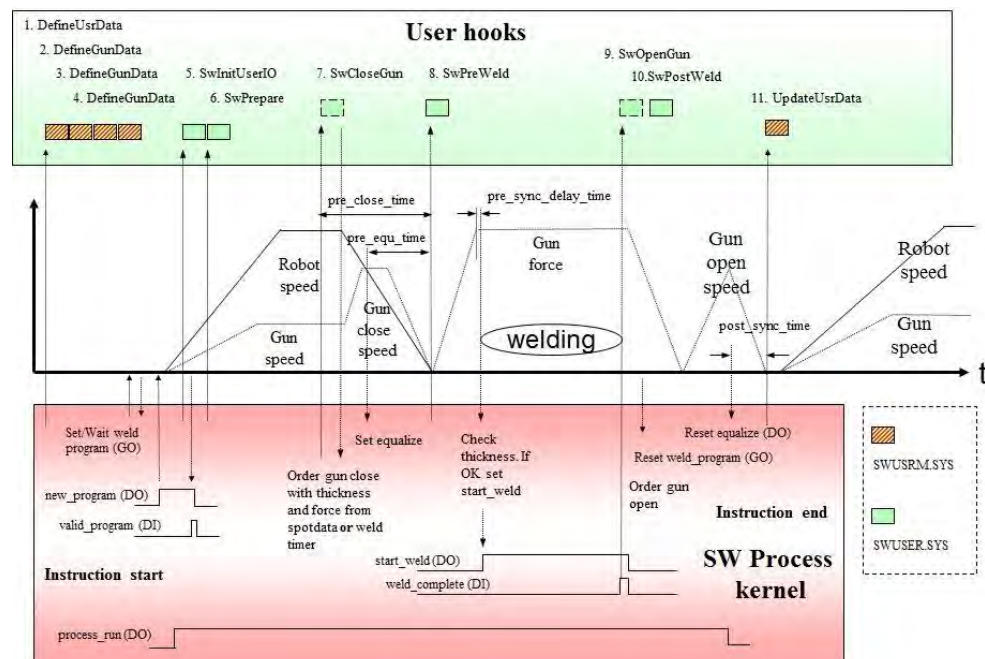 User hooks
1. DefineUsrData
2. DefineGunData
3. DefineGunData
4. DefineGunData
5. SwInitUserIO
6. SwPrepare
7. SwCloseGun
8. SwPreWeld
9. SwOpenGun
10.SwPostWeld
11. UpdateUsrData
pre_close_time
pre_sync_delay_time
pre_equ_time
Robot
speed
Gun
speed
Gun
close
speed
Gun
force
welding
Gun
open
speed
post_sync_time
Robot
speed
Gun
speed
t
Set/Wait weld
program (GO)
new_program (DO)
valid_program (DI)
Instruction start
process_run (DO)
Order gun close
with thickness
and force from
spotdata or weld
timer
Set equalize
Check
thickness. If
OK set
start_weld
start_weld (DO)
weld_complete (DI)
Reset equalize (DO)
Reset weld_program (GO)
Order gun
open
Instruction end
SW Process
kernel
SWUSRM.SYS
SWUSER.SYS